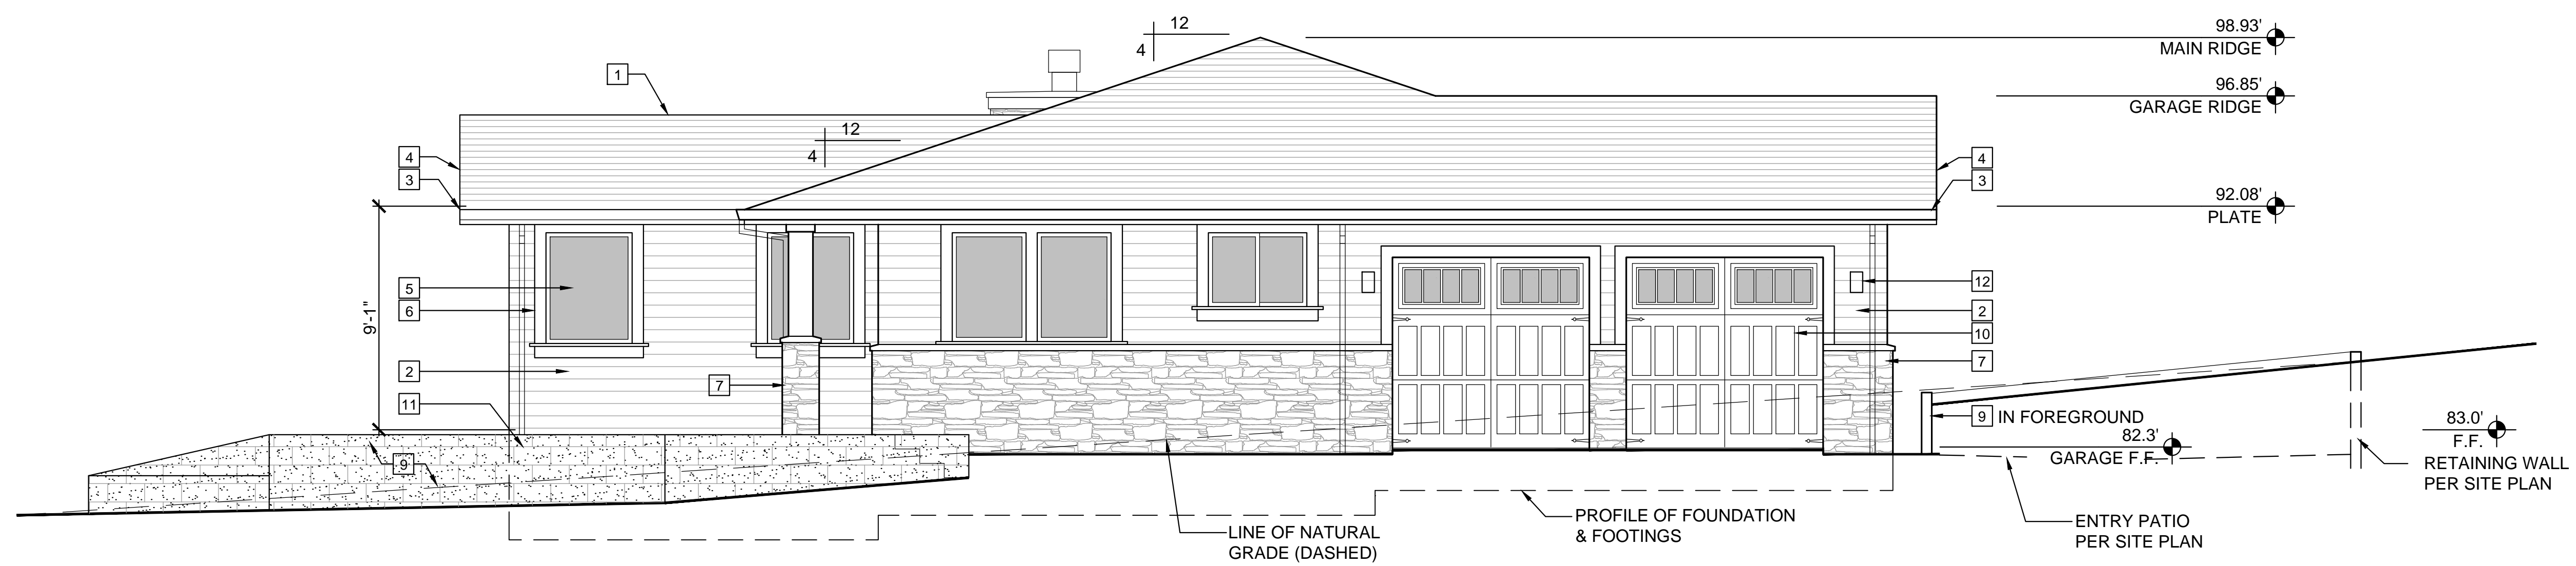 12
4
98.93'
MAIN RIDGE
1
96.85'
GARAGE RIDGE
12
4
4
3
4
3
92.08'
PLATE
9'-1"
5
6
2
11
9
7
12
2
10
7
9 IN FOREGROUND
82.3'
GARAGE F.F.
83.0'
F.F.
RETAINING WALL
PER SITE PLAN
PROFILE OF FOUNDATION
& FOOTINGS
LINE OF NATURAL
GRADE (DASHED)
ENTRY PATIO
PER SITE PLAN